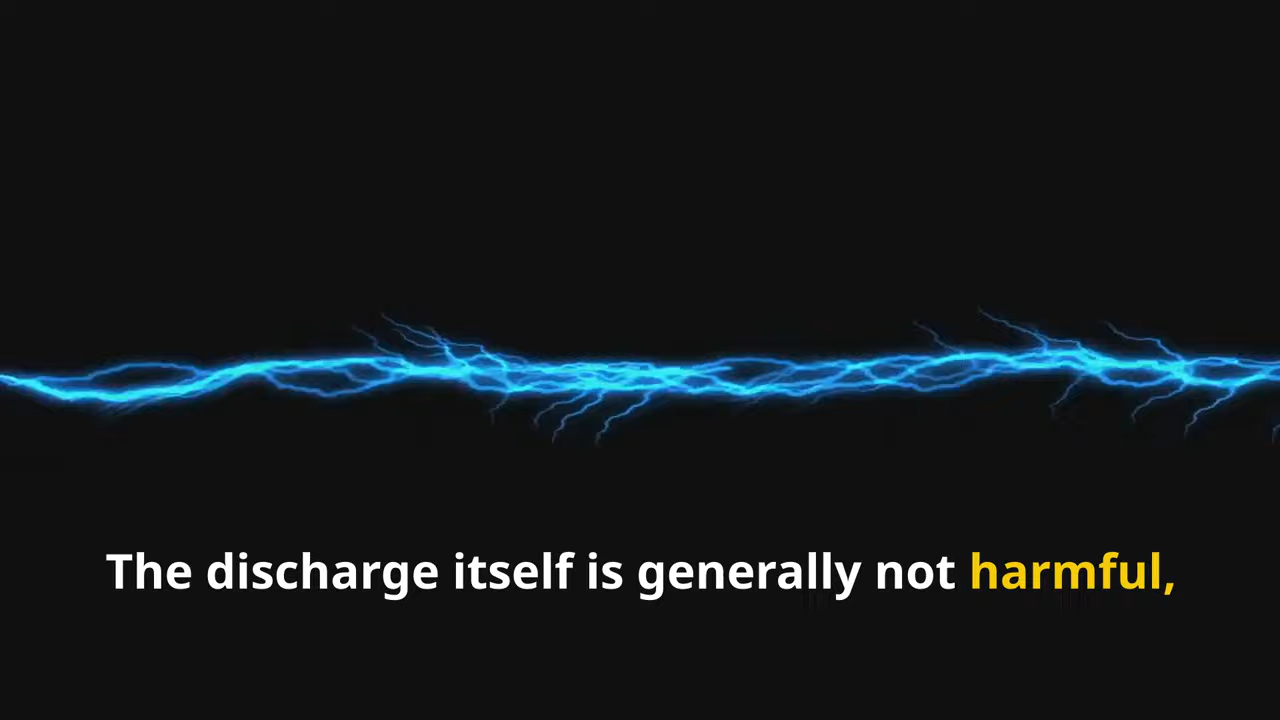 The discharge itself is generally not harmful,